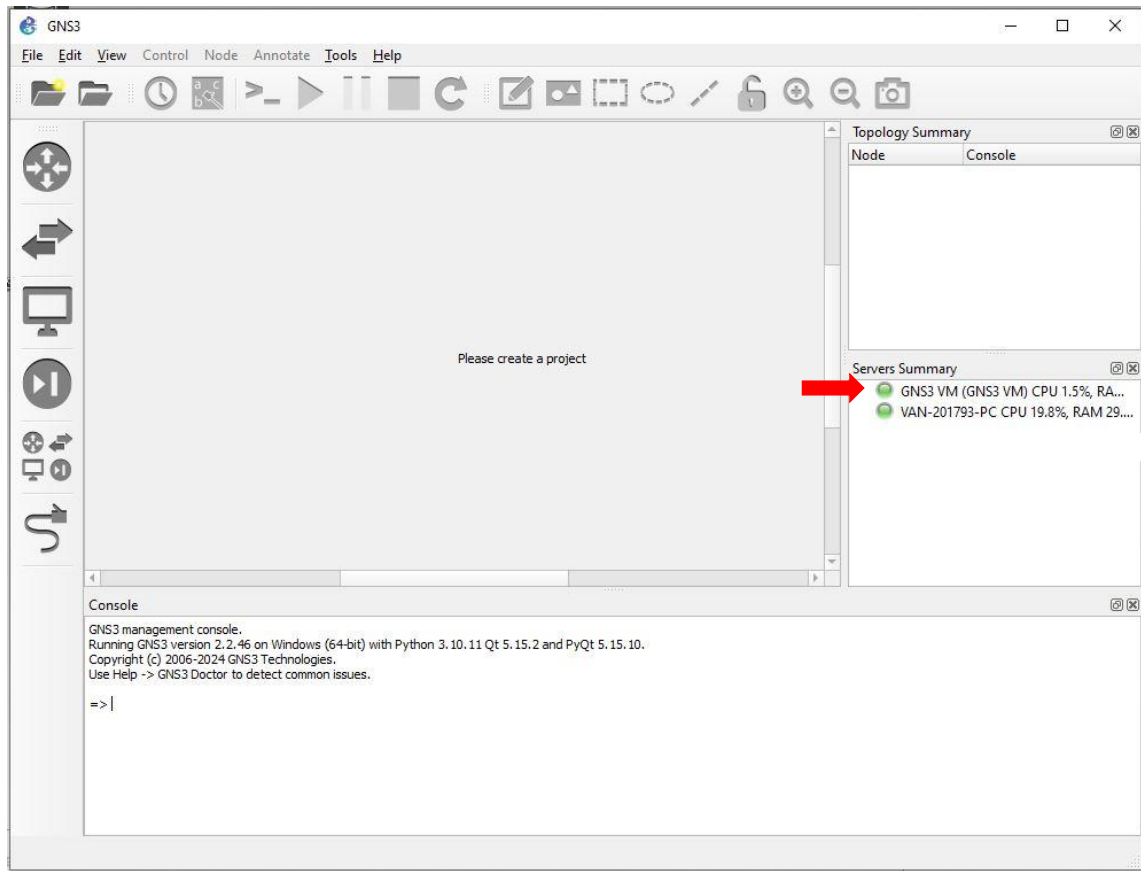 GNS3
File Edit View Control Node Annotate Tools Help
Topology Summary
Node Console
Please create a project
Servers Summary
GNS3 VM (GNS3 VM) CPU 1.5%, RA...
VAN-201793-PC CPU 19.8%, RAM 29....
Console
GNS3 management console.
Running GNS3 version 2.2.46 on Windows (64-bit) with Python 3.10.11 Qt 5.15.2 and PyQt 5.15.10.
Copyright (c) 2006-2024 GNS3 Technologies.
Use Help -> GNS3 Doctor to detect common issues.
=>